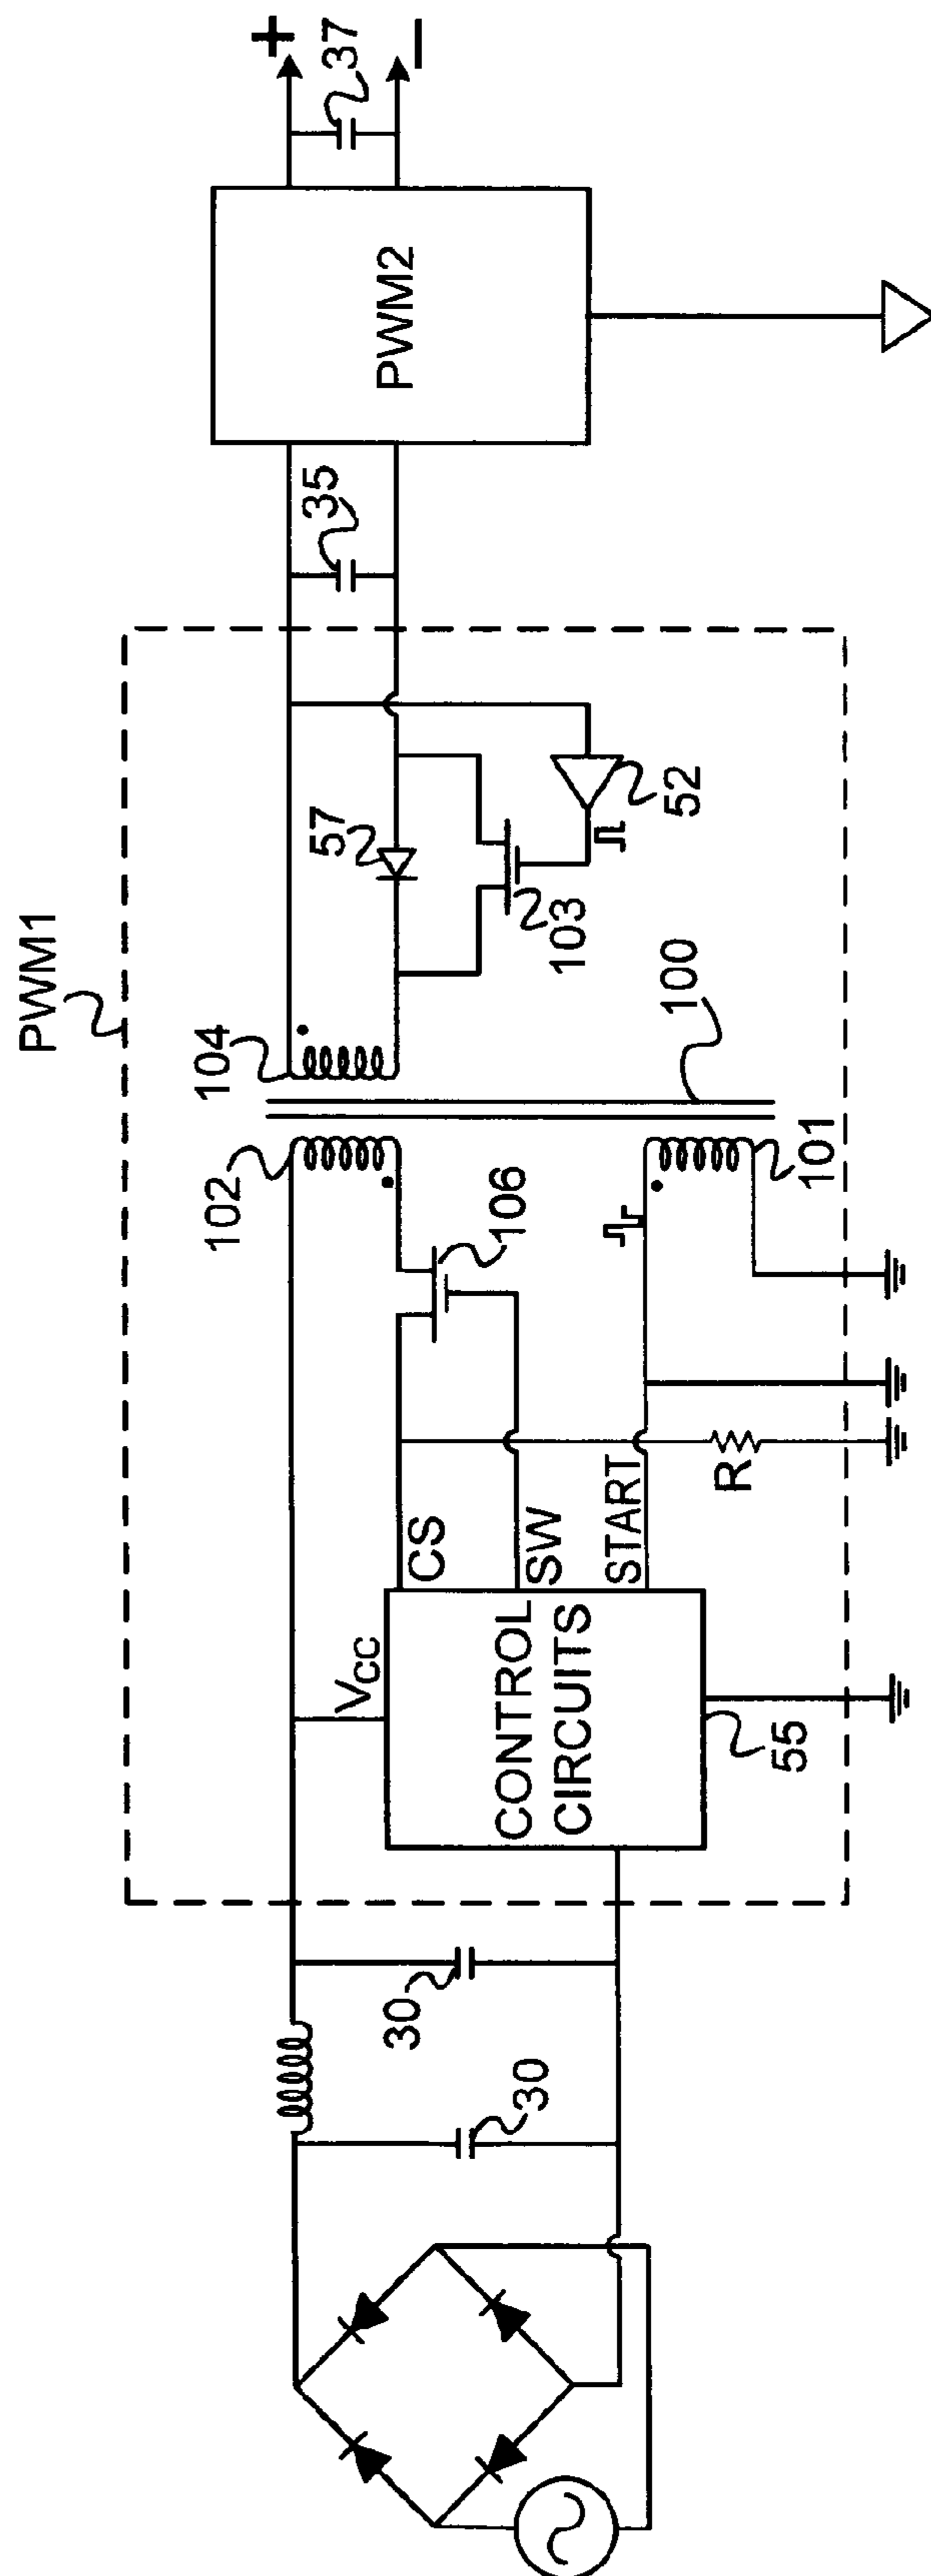 PWM1
+
37
−
PWM2
35
57
52
103
104
100
102
106
101
CS
SW
START
R
VCC
CONTROL
CIRCUITS
55
30
30